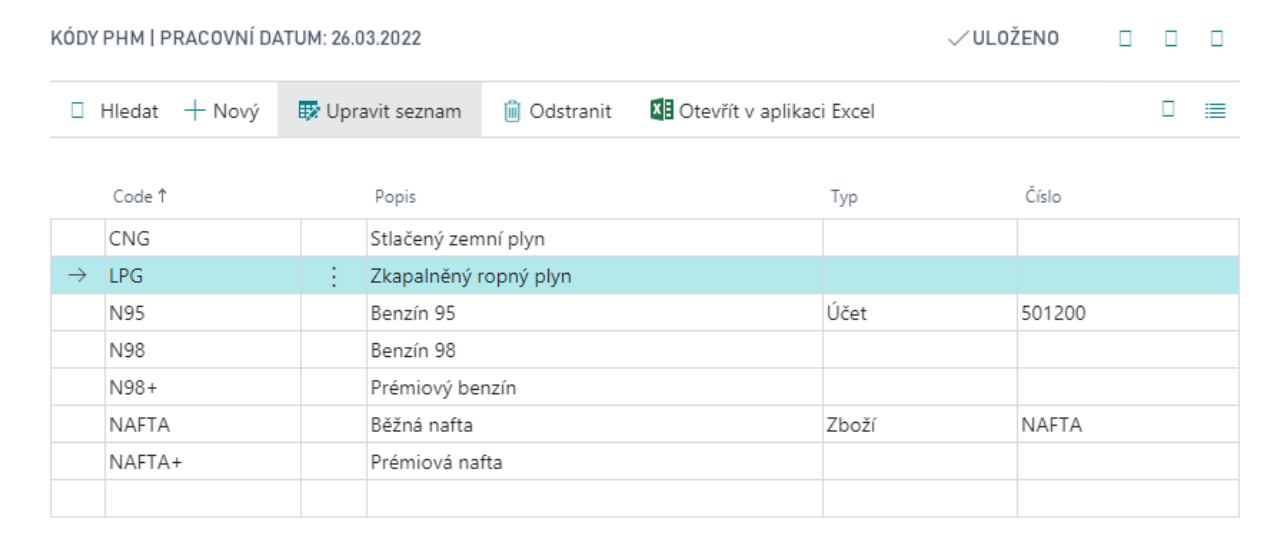 KÓDY PHM | PRACOVNÍ DATUM: 26.03.2022 ULOŽENO
Hledat Nový Upravit seznam Odstranit Otevřít v aplikaci Excel
Code ↑ Popis Typ Číslo
CNG Stlačený zemní plyn
LPG Zkapalněný ropný plyn
N95 Benzín 95 Účet 501200
N98 Benzín 98
N98+ Prémiový benzín
NAFTA Běžná nafta Zboží NAFTA
NAFTA+ Prémiová nafta